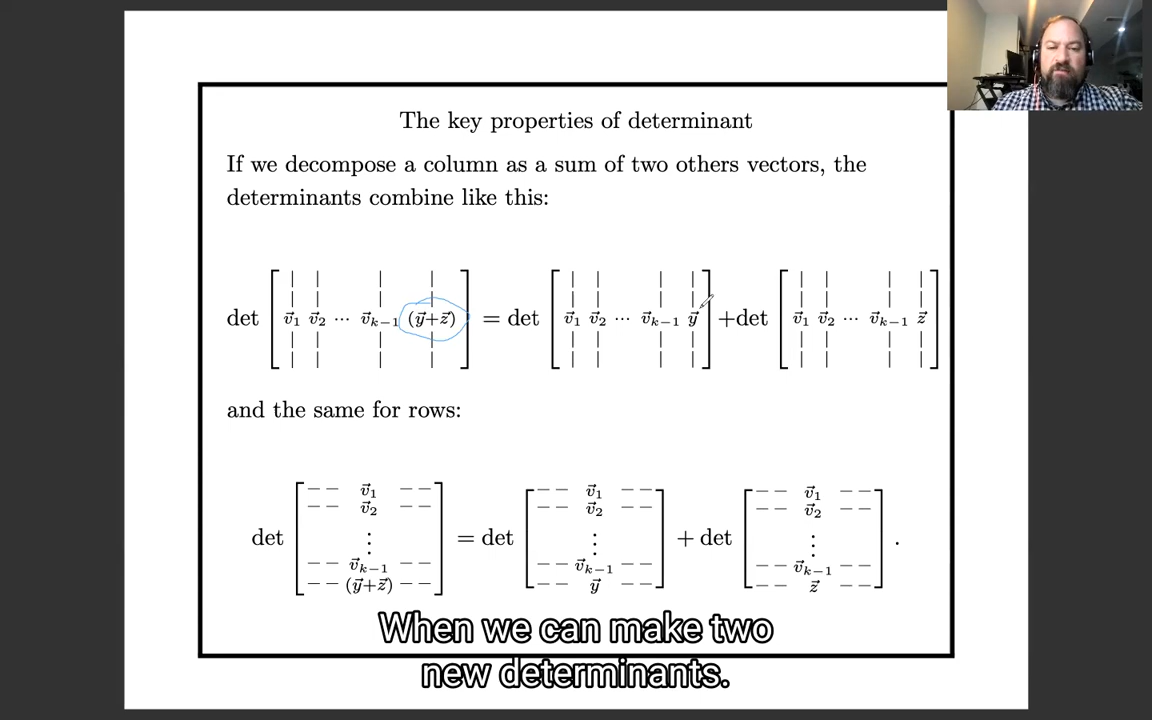 The key properties of determinant
If we decompose a column as a sum of two others vectors, the
determinants combine like this:
| | | | | | | | | | | |
| | | | | | | | | | | |
det [ v⃗₁ v⃗₂ ··· v⃗ₖ₋₁ (y⃗+z⃗) ] = det [ v⃗₁ v⃗₂ ··· v⃗ₖ₋₁ y⃗ ] +det [ v⃗₁ v⃗₂ ··· v⃗ₖ₋₁ z⃗ ]
| | | | | | | | | | | |
| | | | | | | | | | | |
and the same for rows:
−− v⃗₁ −− −− v⃗₁ −− −− v⃗₁ −−
−− v⃗₂ −− −− v⃗₂ −− −− v⃗₂ −−
det [ ⋮ ] = det [ ⋮ ] + det [ ⋮ ] .
−− v⃗ₖ₋₁ −− −− v⃗ₖ₋₁ −− −− v⃗ₖ₋₁ −−
−− (y⃗+z⃗) −− −− y⃗ −− −− z⃗ −−
When we can make two
new determinants.